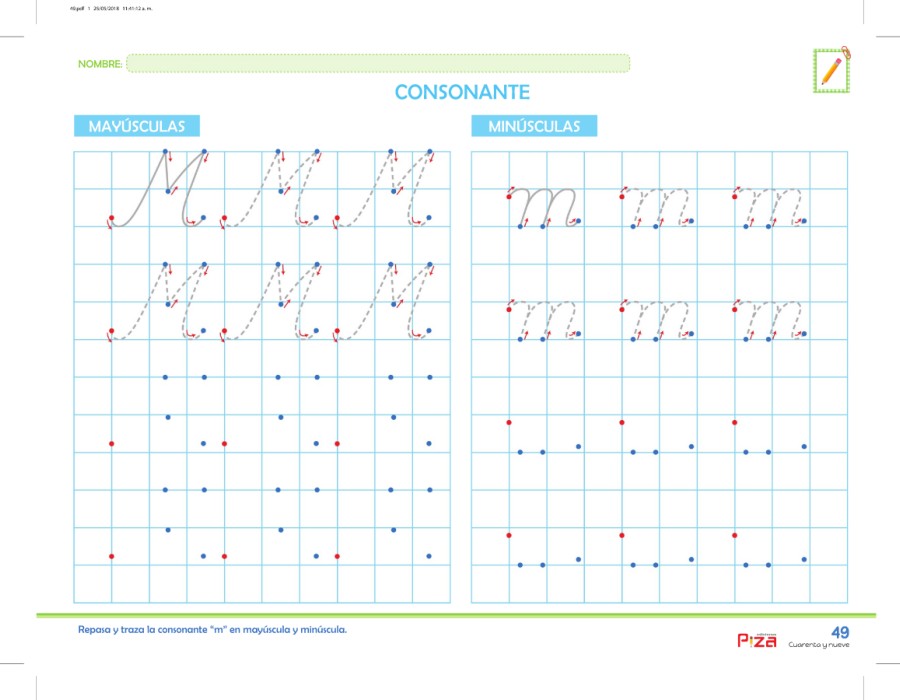 49.pdf 1 25/05/2018 11:41:12 a. m.
NOMBRE:
CONSONANTE
MAYÚSCULAS
MINÚSCULAS
M M M
m m m
M M M
m m m
Repasa y traza la consonante "m" en mayúscula y minúscula.
Piza
49
Cuarenta y nueve